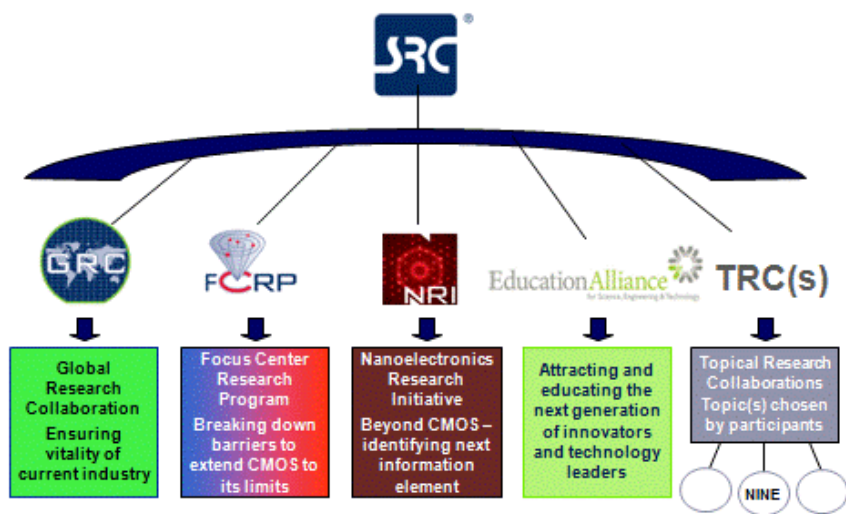 SRC®
GRC
FCRP
NRI
EducationAlliance
for Science, Engineering & Technology
TRC(s)
Global
Research
Collaboration
Ensuring
vitality of
current industry
Focus Center
Research
Program
Breaking down
barriers to
extend CMOS to
its limits
Nanoelectronics
Research
Initiative
Beyond CMOS –
identifying next
information
element
Attracting and
educating the
next generation
of innovators
and technology
leaders
Topical Research
Collaborations
Topic(s) chosen
by participants
NINE